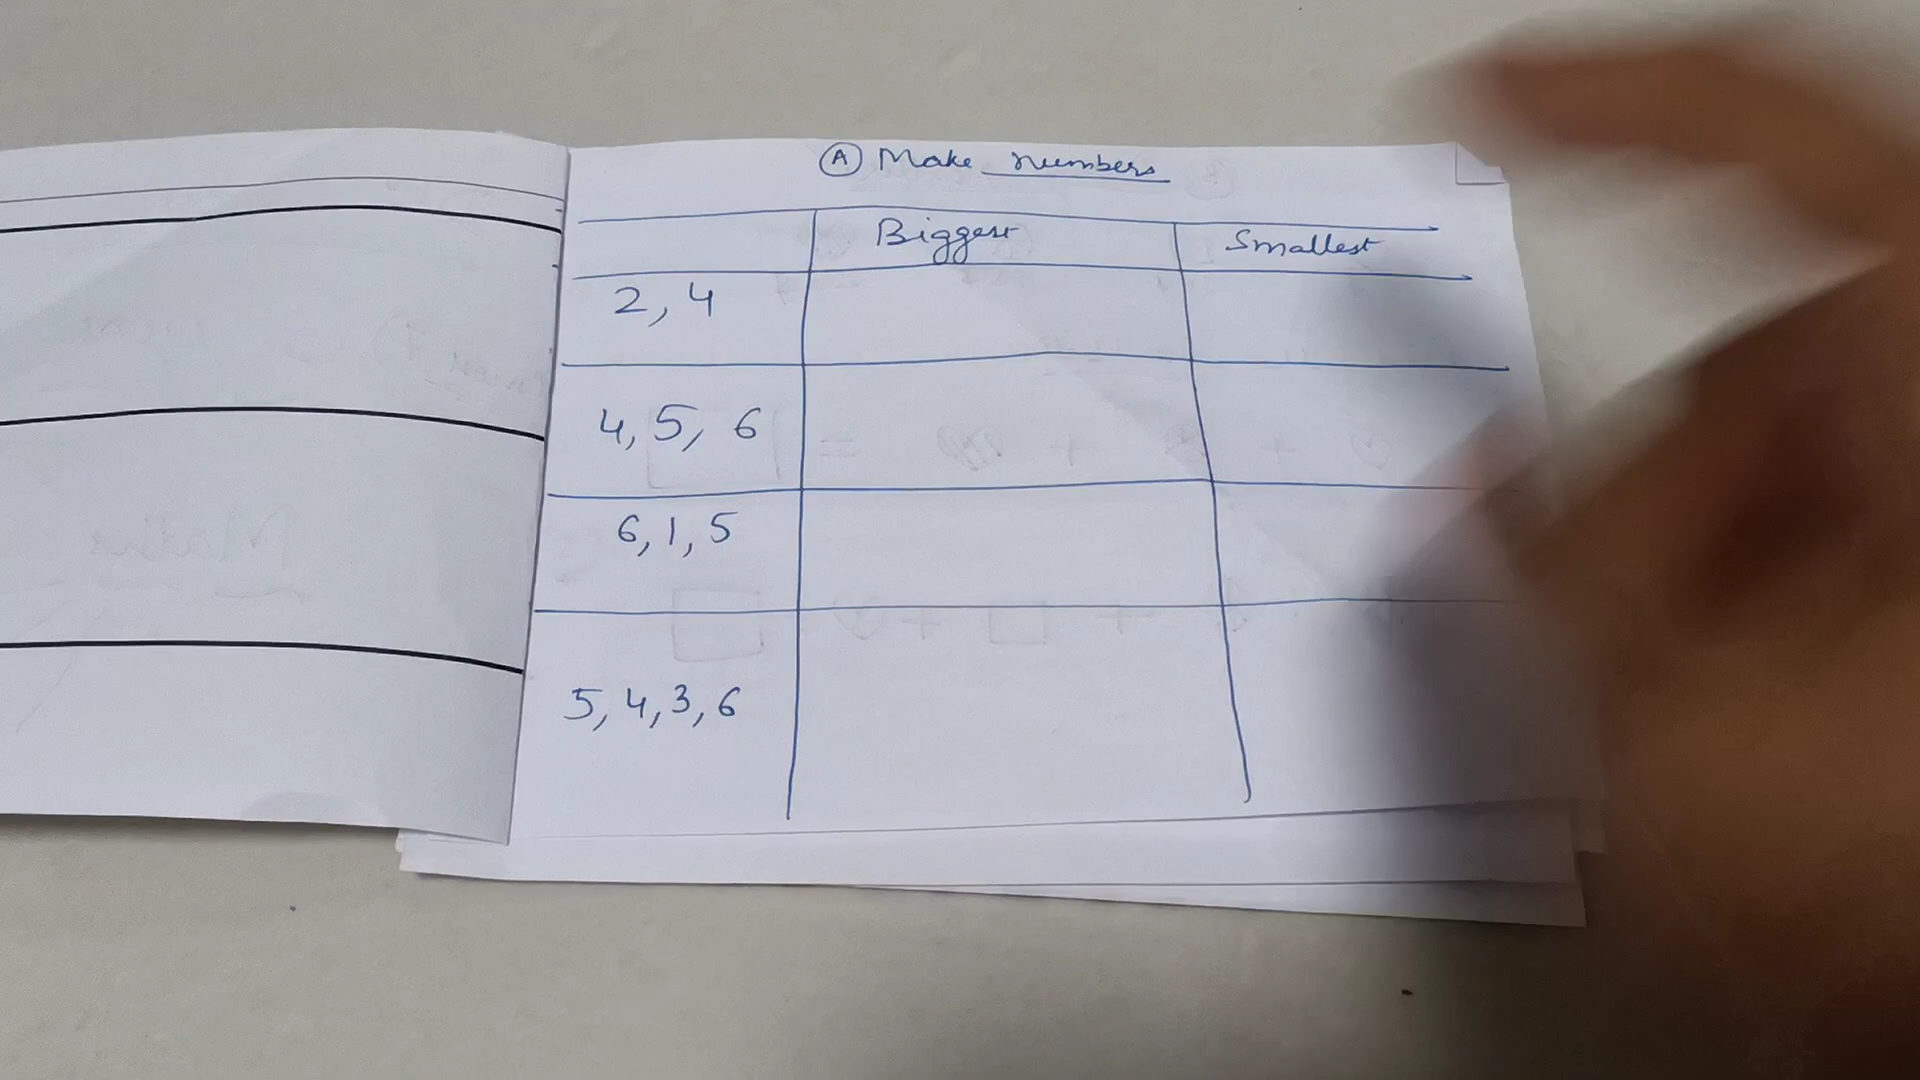 A Make numbers
Biggest Smallest
2, 4
4, 5, 6
6, 1, 5
5, 4, 3, 6